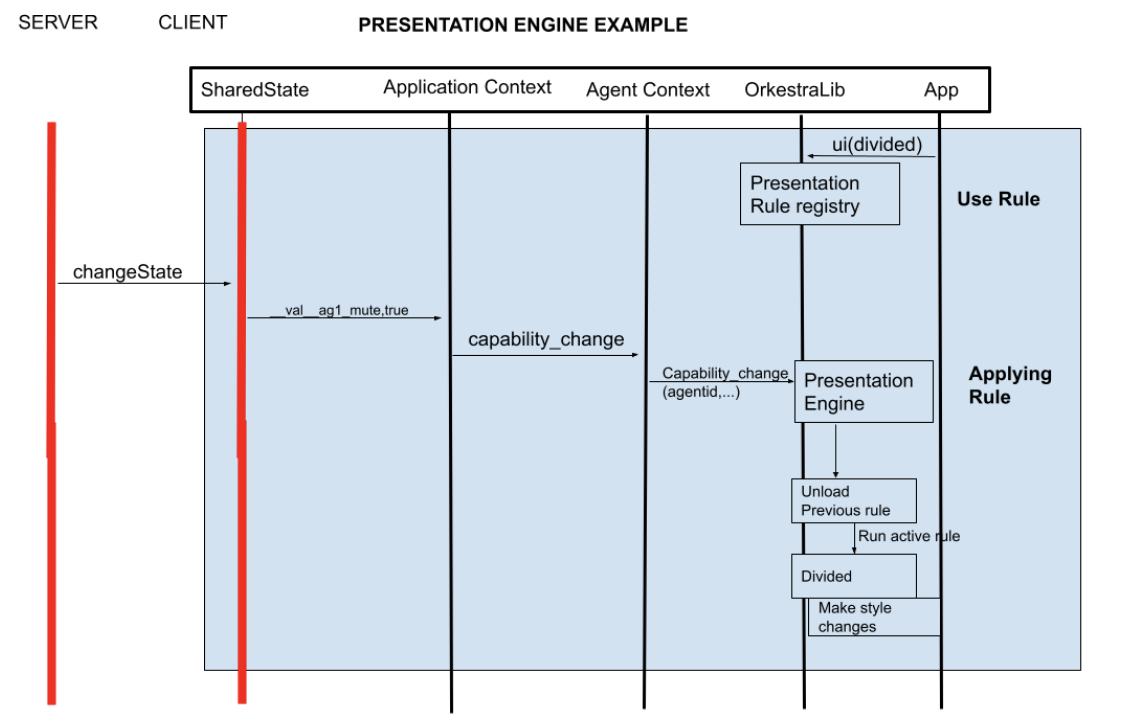 SERVER
CLIENT
PRESENTATION ENGINE EXAMPLE
SharedState
Application Context
Agent Context
OrkestraLib
App
ui(divided)
Presentation
Rule registry
Use Rule
changeState
__val__ag1_mute,true
capability_change
Capability_change
(agentid,...)
Presentation
Engine
Applying
Rule
Unload
Previous rule
Run active rule
Divided
Make style
changes